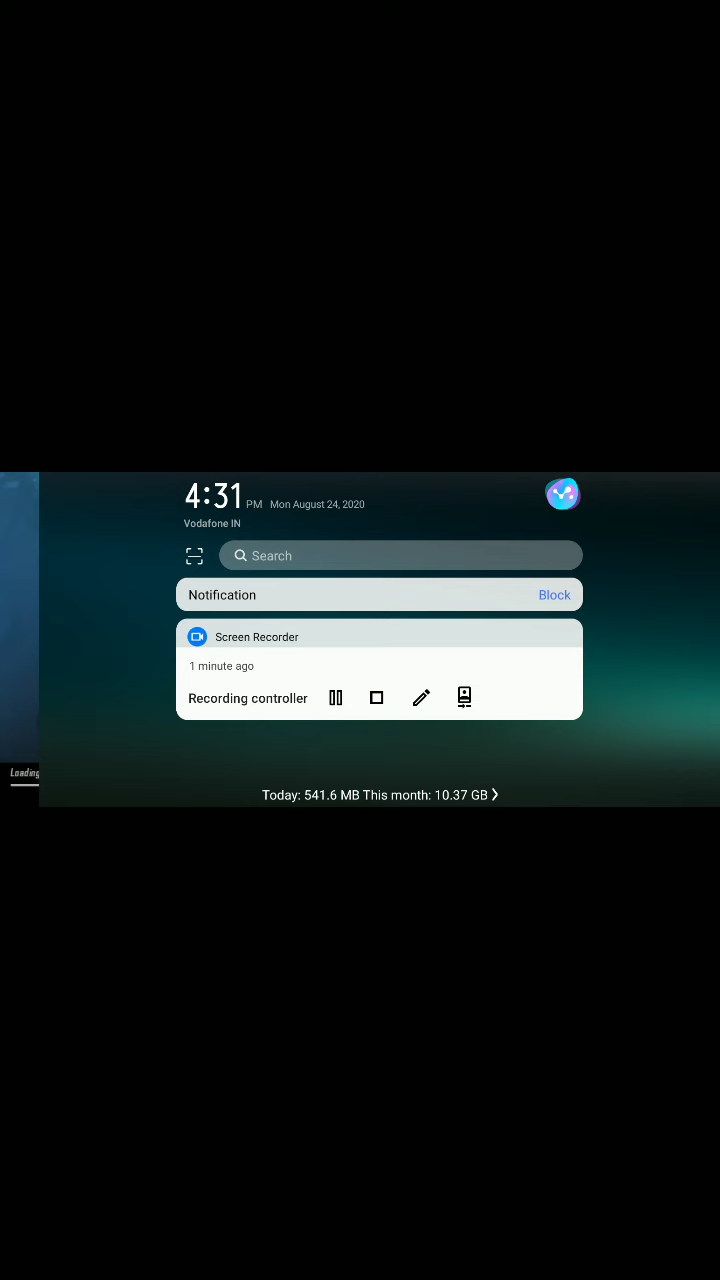 4:31 PM Mon August 24, 2020
Vodafone IN
Search
Notification Block
Screen Recorder
1 minute ago
Recording controller
Loading
Today: 541.6 MB This month: 10.37 GB